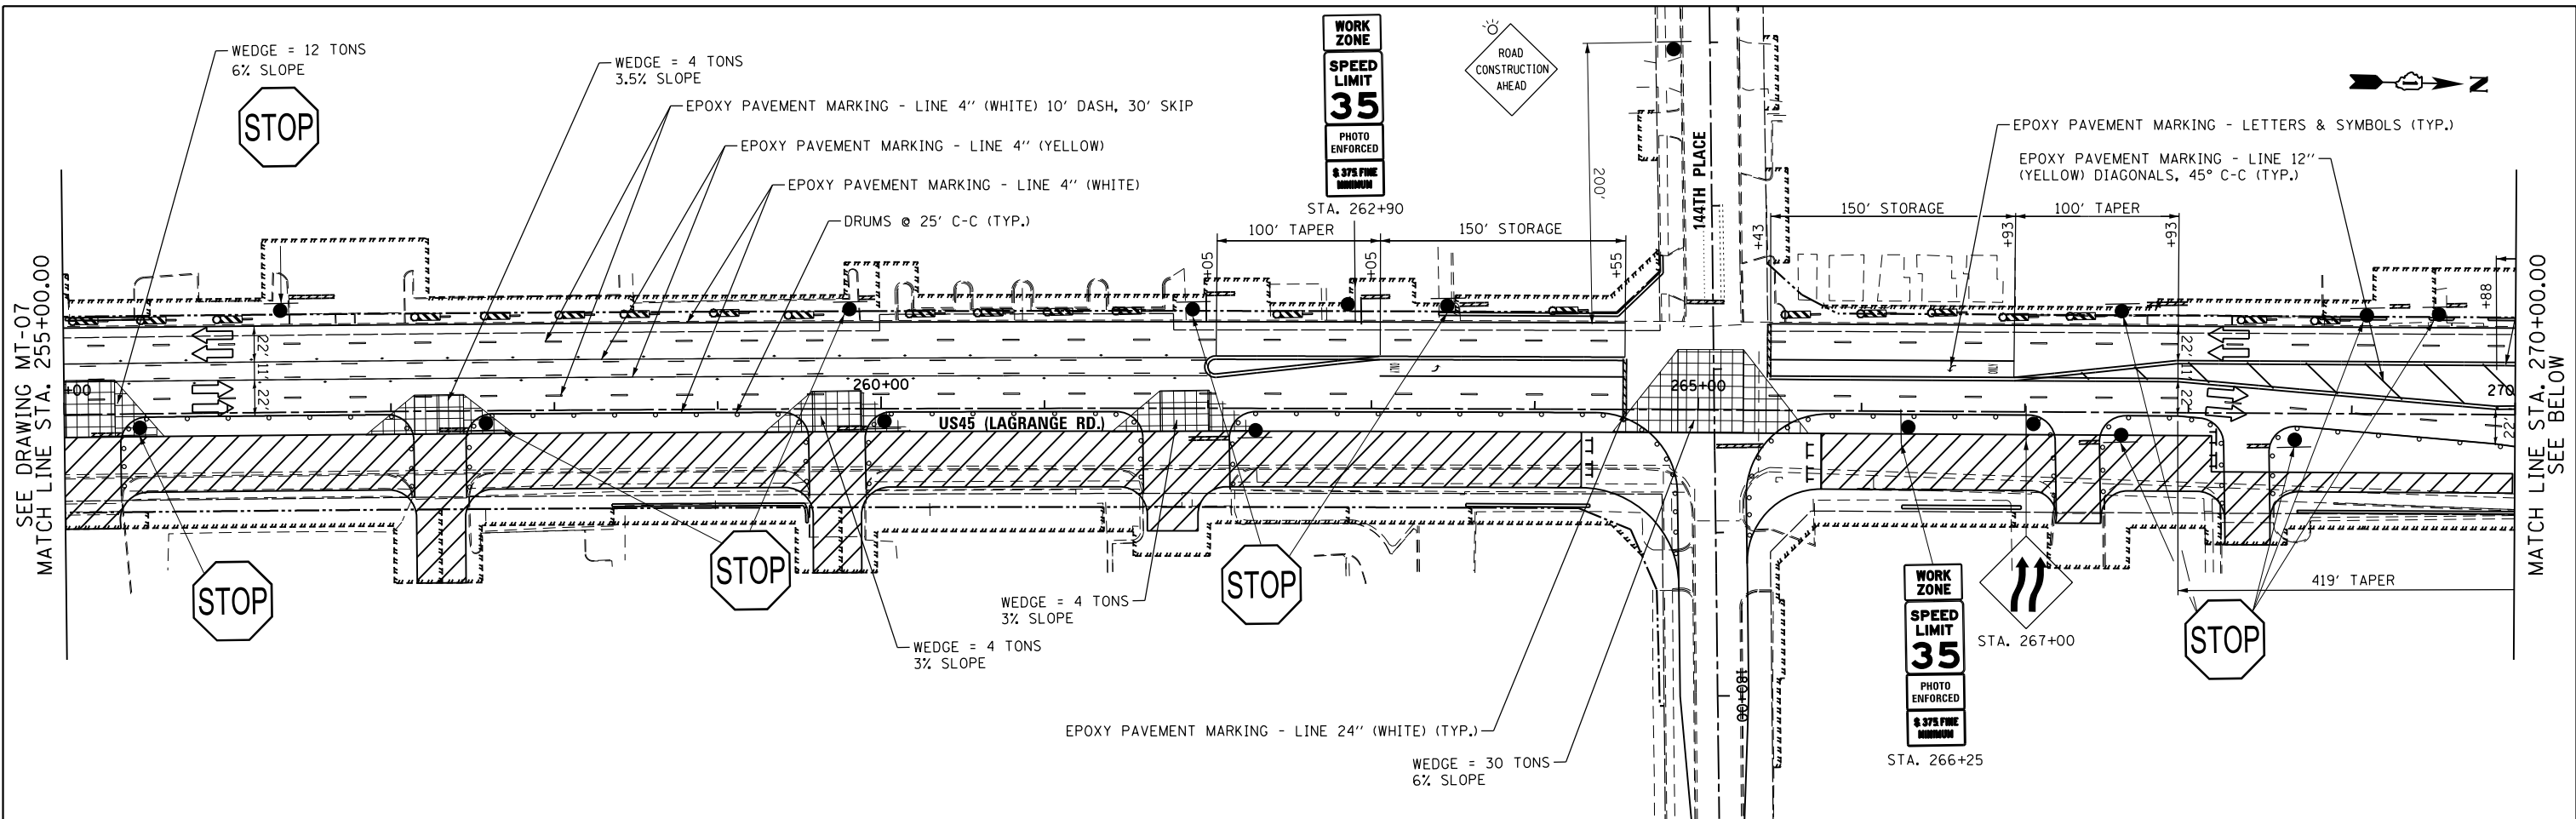 WEDGE = 12 TONS
6% SLOPE
STOP
WEDGE = 4 TONS
3.5% SLOPE
EPOXY PAVEMENT MARKING - LINE 4" (WHITE) 10' DASH, 30' SKIP
EPOXY PAVEMENT MARKING - LINE 4" (YELLOW)
EPOXY PAVEMENT MARKING - LINE 4" (WHITE)
DRUMS @ 25' C-C (TYP.)
WORK
ZONE
SPEED
LIMIT
35
PHOTO
ENFORCED
$ 375 FINE
MINIMUM
STA. 262+90
ROAD
CONSTRUCTION
AHEAD
200'
144TH PLACE
N
EPOXY PAVEMENT MARKING - LETTERS & SYMBOLS (TYP.)
EPOXY PAVEMENT MARKING - LINE 12"
(YELLOW) DIAGONALS, 45° C-C (TYP.)
100' TAPER
150' STORAGE
+05
+05
+55
+43
150' STORAGE
100' TAPER
+93
+93
+88
SEE DRAWING MT-07
MATCH LINE STA. 255+00.00
+00
22'
11'
22'
260+00
US45 (LAGRANGE RD.)
265+00
22'
11'
22'
270
22'
MATCH LINE STA. 270+00.00
SEE BELOW
STOP
STOP
STOP
WEDGE = 4 TONS
3% SLOPE
WEDGE = 4 TONS
3% SLOPE
EPOXY PAVEMENT MARKING - LINE 24" (WHITE) (TYP.)
WEDGE = 30 TONS
6% SLOPE
180+00
WORK
ZONE
SPEED
LIMIT
35
PHOTO
ENFORCED
$ 375 FINE
MINIMUM
STA. 266+25
STA. 267+00
419' TAPER
STOP